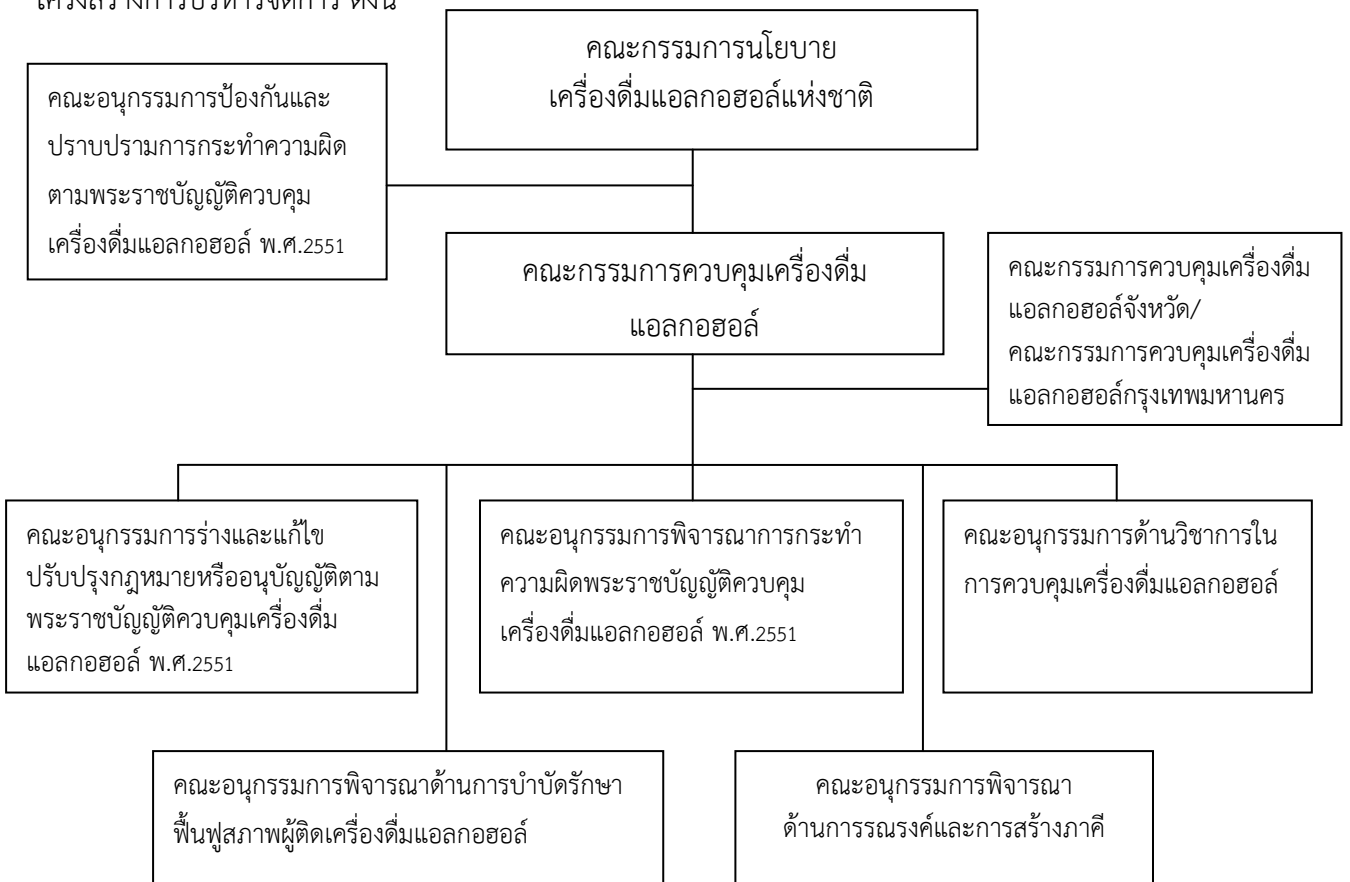 โครงสร้างการบริหารจัดการ ดังนี้
คณะกรรมการนโยบาย
เครื่องดื่มแอลกอฮอล์แห่งชาติ
คณะอนุกรรมการป้องกันและ
ปราบปรามการกระทำความผิด
ตามพระราชบัญญัติควบคุม
เครื่องดื่มแอลกอฮอล์ พ.ศ.2551
คณะกรรมการควบคุมเครื่องดื่ม
แอลกอฮอล์
คณะกรรมการควบคุมเครื่องดื่ม
แอลกอฮอล์จังหวัด/
คณะกรรมการควบคุมเครื่องดื่ม
แอลกอฮอล์กรุงเทพมหานคร
คณะอนุกรรมการร่างและแก้ไข
ปรับปรุงกฎหมายหรืออนุบัญญัติตาม
พระราชบัญญัติควบคุมเครื่องดื่ม
แอลกอฮอล์ พ.ศ.2551
คณะอนุกรรมการพิจารณาการกระทำ
ความผิดพระราชบัญญัติควบคุม
เครื่องดื่มแอลกอฮอล์ พ.ศ.2551
คณะอนุกรรมการด้านวิชาการใน
การควบคุมเครื่องดื่มแอลกอฮอล์
คณะอนุกรรมการพิจารณาด้านการบำบัดรักษา
ฟื้นฟูสภาพผู้ติดเครื่องดื่มแอลกอฮอล์
คณะอนุกรรมการพิจารณา
ด้านการรณรงค์และการสร้างภาคี